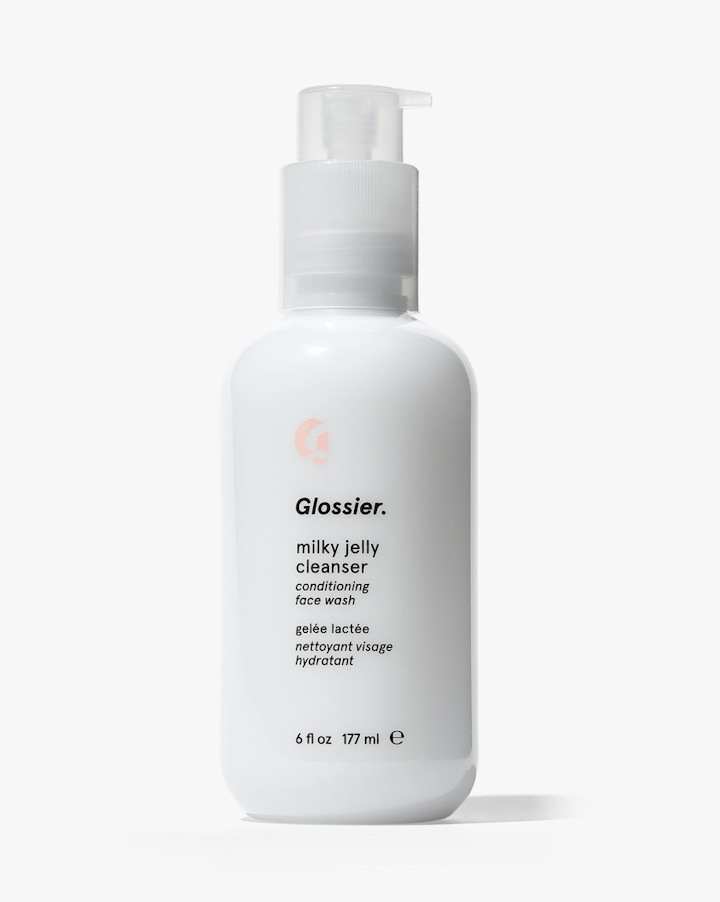 G
Glossier.
milky jelly
cleanser
conditioning
face wash
gelée lactée
nettoyant visage
hydratant
6 fl oz 177 ml ℮